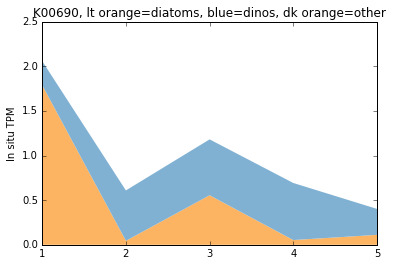 K00690, lt orange=diatoms, blue=dinos, dk orange=other
2.5
2.0
1.5
1.0
0.5
0.0
In situ TPM
1 2 3 4 5